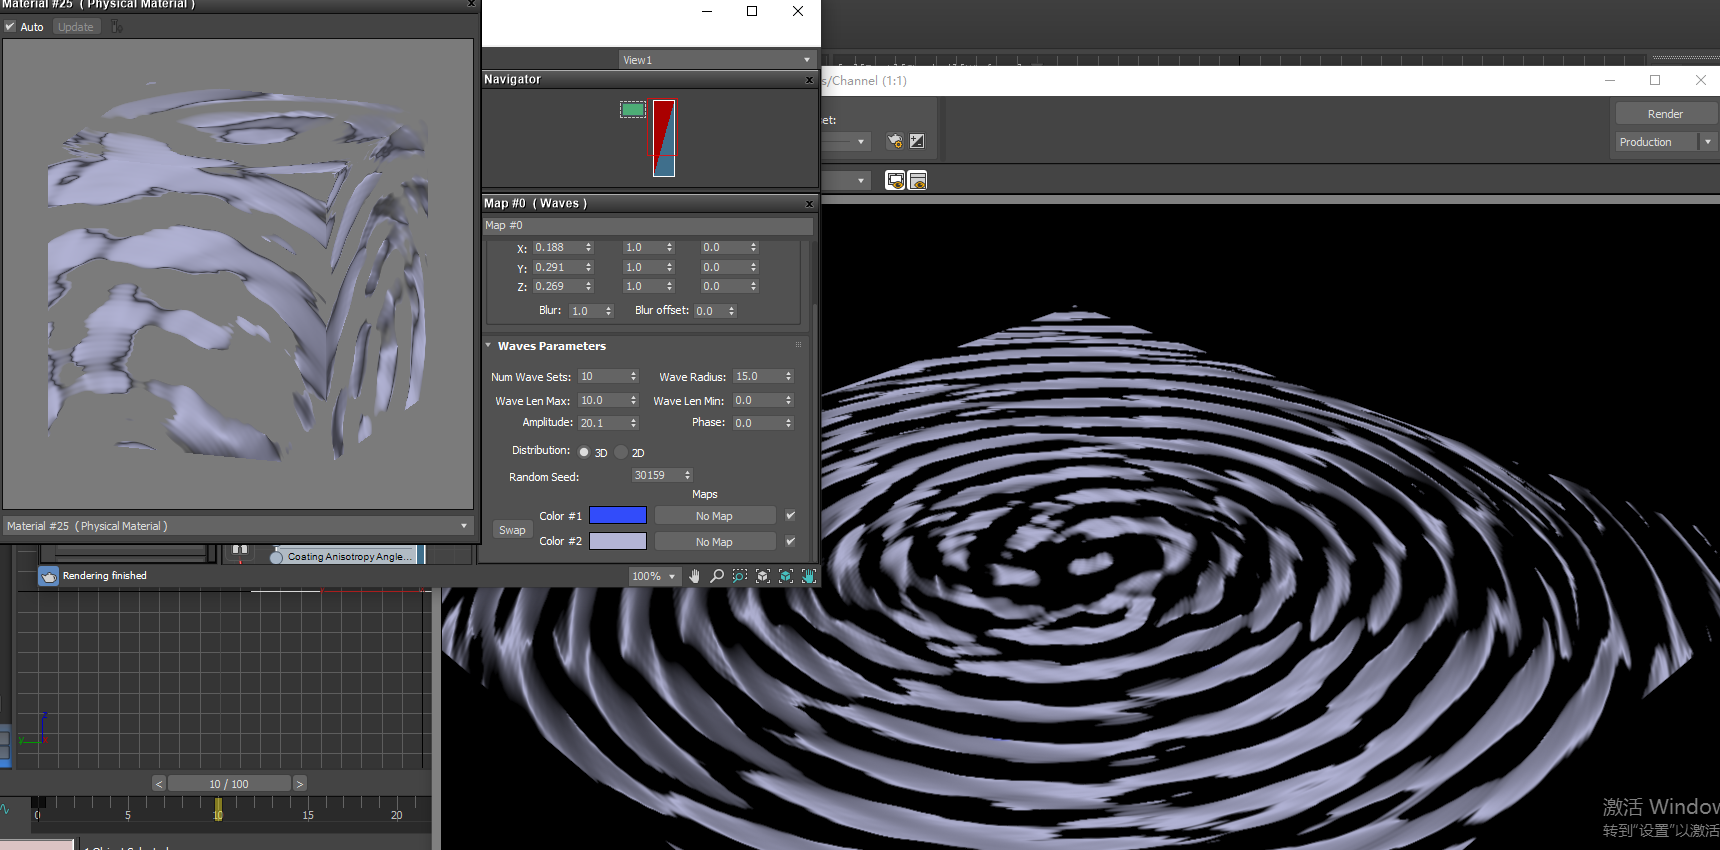 Material #25 ( Physical Material )
Auto
Update
View1
Navigator
s/Channel (1:1)
et:
Render
Production
Map #0 ( Waves )
Map #0
X: 0.188 1.0 0.0
Y: 0.291 1.0 0.0
Z: 0.269 1.0 0.0
Blur: 1.0 Blur offset: 0.0
Waves Parameters
Num Wave Sets: 10 Wave Radius: 15.0
Wave Len Max: 10.0 Wave Len Min: 0.0
Amplitude: 20.1 Phase: 0.0
Distribution: 3D 2D
Random Seed: 30159
Maps
Color #1 No Map
Swap
Color #2 No Map
Material #25 ( Physical Material )
Coating Anisotropy Angle...
Rendering finished
100%
z
y
< 10 / 100 >
0 5 10 15 20
激活 Window
转到"设置"以激活